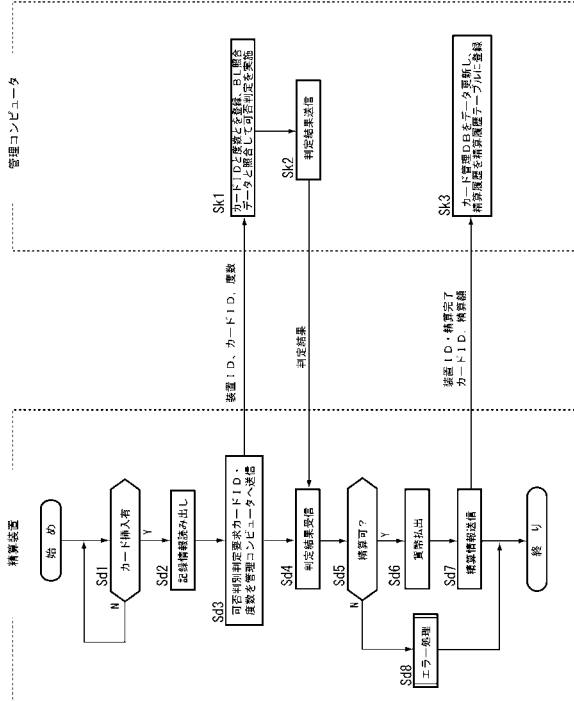 精算装置
管理コンピュータ
始め
Sd1
カード挿入有
N
Y
Sd2
記録情報読み出し
Sd3
可否判別判定要求カードID・
度数を管理コンピュータへ送信
装置ID、カードID、度数
Sk1
カードIDと度数とを登録、BL照合
データと照合して可否判定を実施
Sk2
判定結果送信
判定結果
Sd4
判定結果受信
Sd5
精算可？
N
Y
Sd6
貨幣払出
Sd7
精算情報送信
装置ID・精算完了
カードID、精算額
Sk3
カード管理DBをデータ更新し、
精算履歴を精算履歴テーブルに登録
Sd8
エラー処理
終り